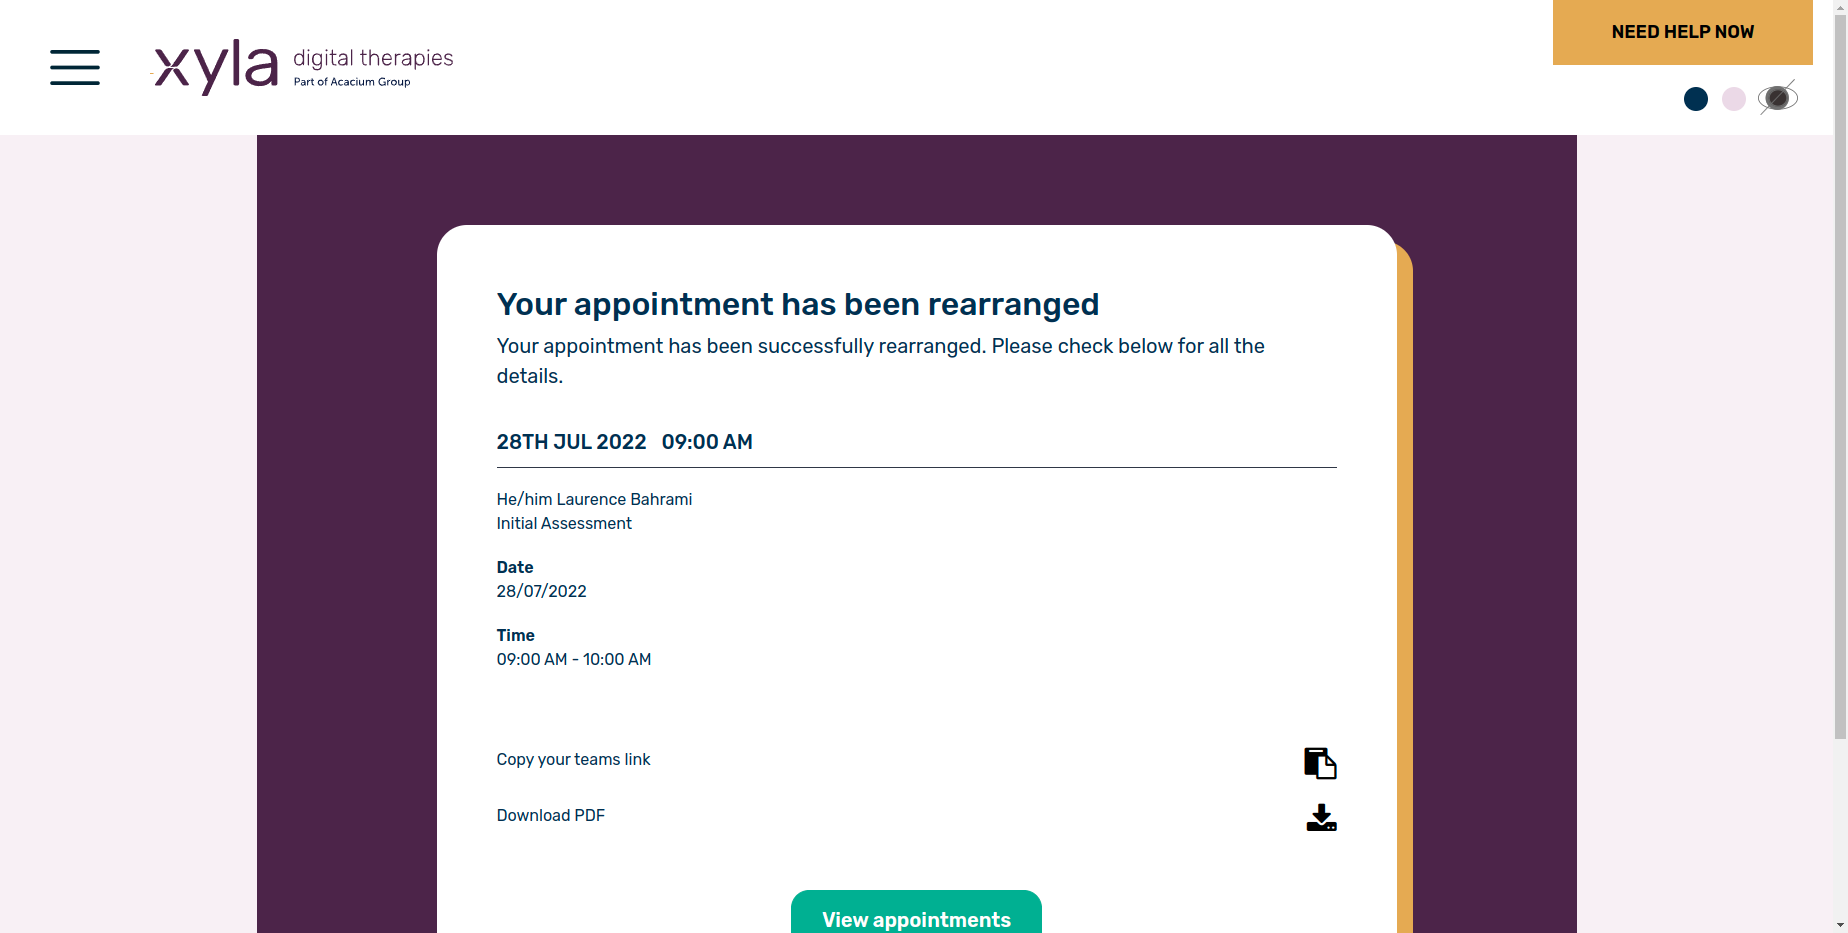 NEED HELP NOW
xyla digital therapies
Part of Acacium Group
Your appointment has been rearranged
Your appointment has been successfully rearranged. Please check below for all the
details.
28TH JUL 2022 09:00 AM
He/him Laurence Bahrami
Initial Assessment
Date
28/07/2022
Time
09:00 AM - 10:00 AM
Copy your teams link
Download PDF
View appointments